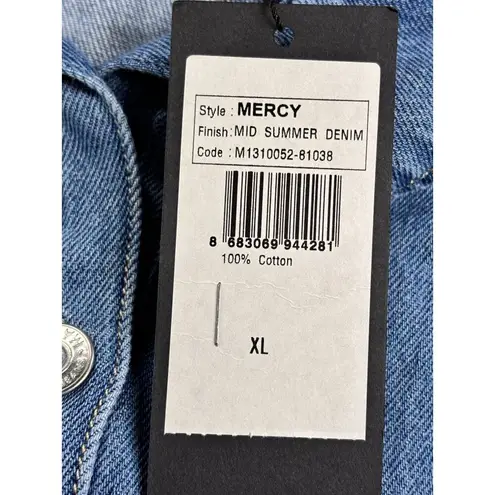 Style : MERCY
Finish: MID SUMMER DENIM
Code : M1310052-81038
8 683069 944281
100% Cotton
XL